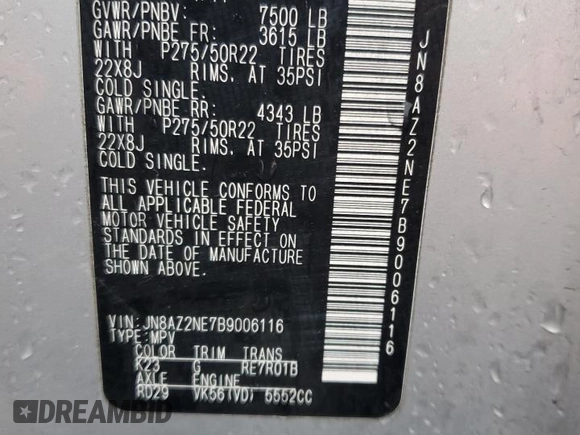 GVWR/PNBV: 7500 LB
GAWR/PNBE FR: 3615 LB
WITH P275/50R22 TIRES
22X8J RIMS, AT 35PSI
COLD SINGLE.
GAWR/PNBE RR: 4343 LB
WITH P275/50R22 TIRES
22X8J RIMS, AT 35PSI
COLD SINGLE.
THIS VEHICLE CONFORMS TO
ALL APPLICABLE FEDERAL
MOTOR VEHICLE SAFETY
STANDARDS IN EFFECT ON
THE DATE OF MANUFACTURE
SHOWN ABOVE.
VIN:JN8AZ2NE7B9006116
TYPE:MPV
COLOR TRIM TRANS
K23 G RE7R01B
AXLE ENGINE
RD29 VK56(VD) 5552CC
JN8AZ2NE7B9006116
DREAMBID